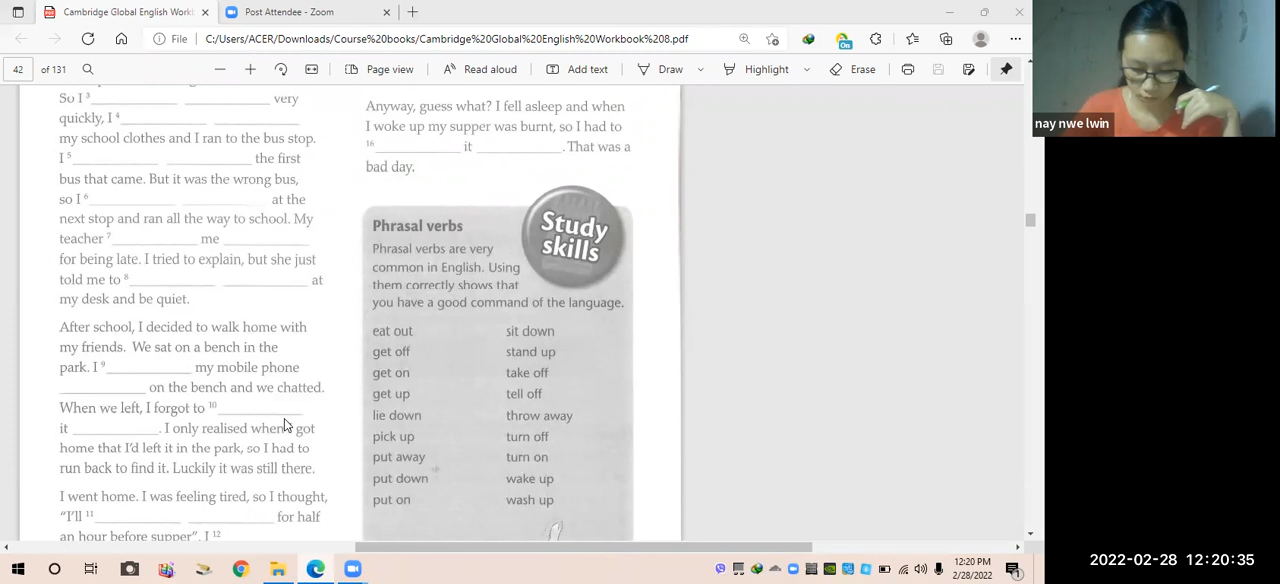 Cambridge Global English Workb
Post Attendee - Zoom
File
C:/Users/ACER/Downloads/Course%20books/Cambridge%20Global%20English%20Workbook%208.pdf
42
of 131
Page view
Read aloud
Add text
Draw
Highlight
Erase
So I 3 very
quickly, I 4
my school clothes and I ran to the bus stop.
I 5 the first
bus that came. But it was the wrong bus,
so I 6 at the
next stop and ran all the way to school. My
teacher 7 me
for being late. I tried to explain, but she just
told me to 8 at
my desk and be quiet.
After school, I decided to walk home with
my friends. We sat on a bench in the
park. I 9 my mobile phone
on the bench and we chatted.
When we left, I forgot to 10
it . I only realised when I got
home that I'd left it in the park, so I had to
run back to find it. Luckily it was still there.
I went home. I was feeling tired, so I thought,
"I'll 11 for half
an hour before supper". I 12
Anyway, guess what? I fell asleep and when
I woke up my supper was burnt, so I had to
16 it . That was a
bad day.
Study
skills
Phrasal verbs
Phrasal verbs are very
common in English. Using
them correctly shows that
you have a good command of the language.
eat out
get off
get on
get up
lie down
pick up
put away
put down
put on
sit down
stand up
take off
tell off
throw away
turn off
turn on
wake up
wash up
nay nwe lwin
On
12:20 PM
2/28/2022
2022-02-28 12:20:35